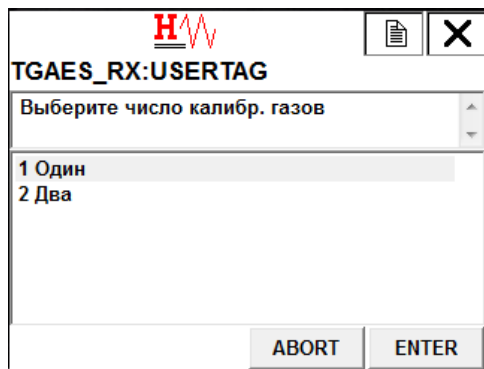 H
TGAES_RX:USERTAG
Выберите число калибр. газов
1 Один
2 Два
ABORT
ENTER